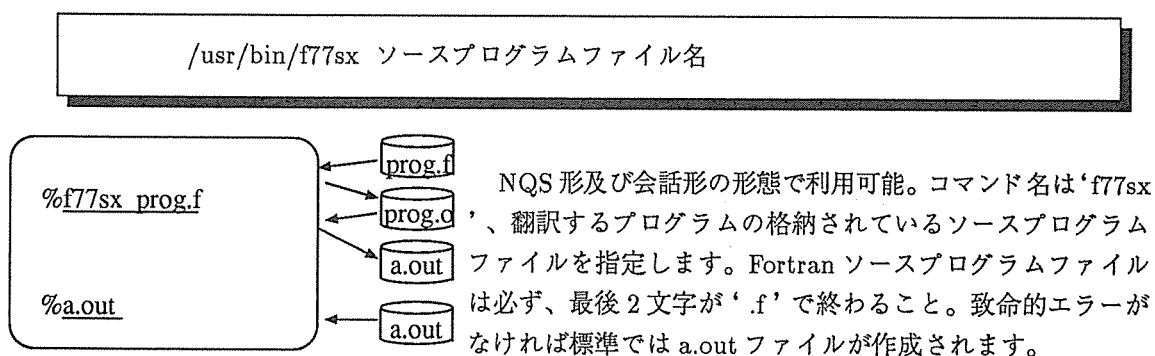 /usr/bin/f77sx ソースプログラムファイル名
%f77sx prog.f
%a.out
prog.f
prog.o
a.out
a.out
NQS 形及び会話形の形態で利用可能。コマンド名は‘f77sx
’、翻訳するプログラムの格納されているソースプログラム
ファイルを指定します。Fortran ソースプログラムファイル
は必ず、最後 2 文字が‘ .f ’で終わること。致命的エラーが
なければ標準では a.out ファイルが作成されます。